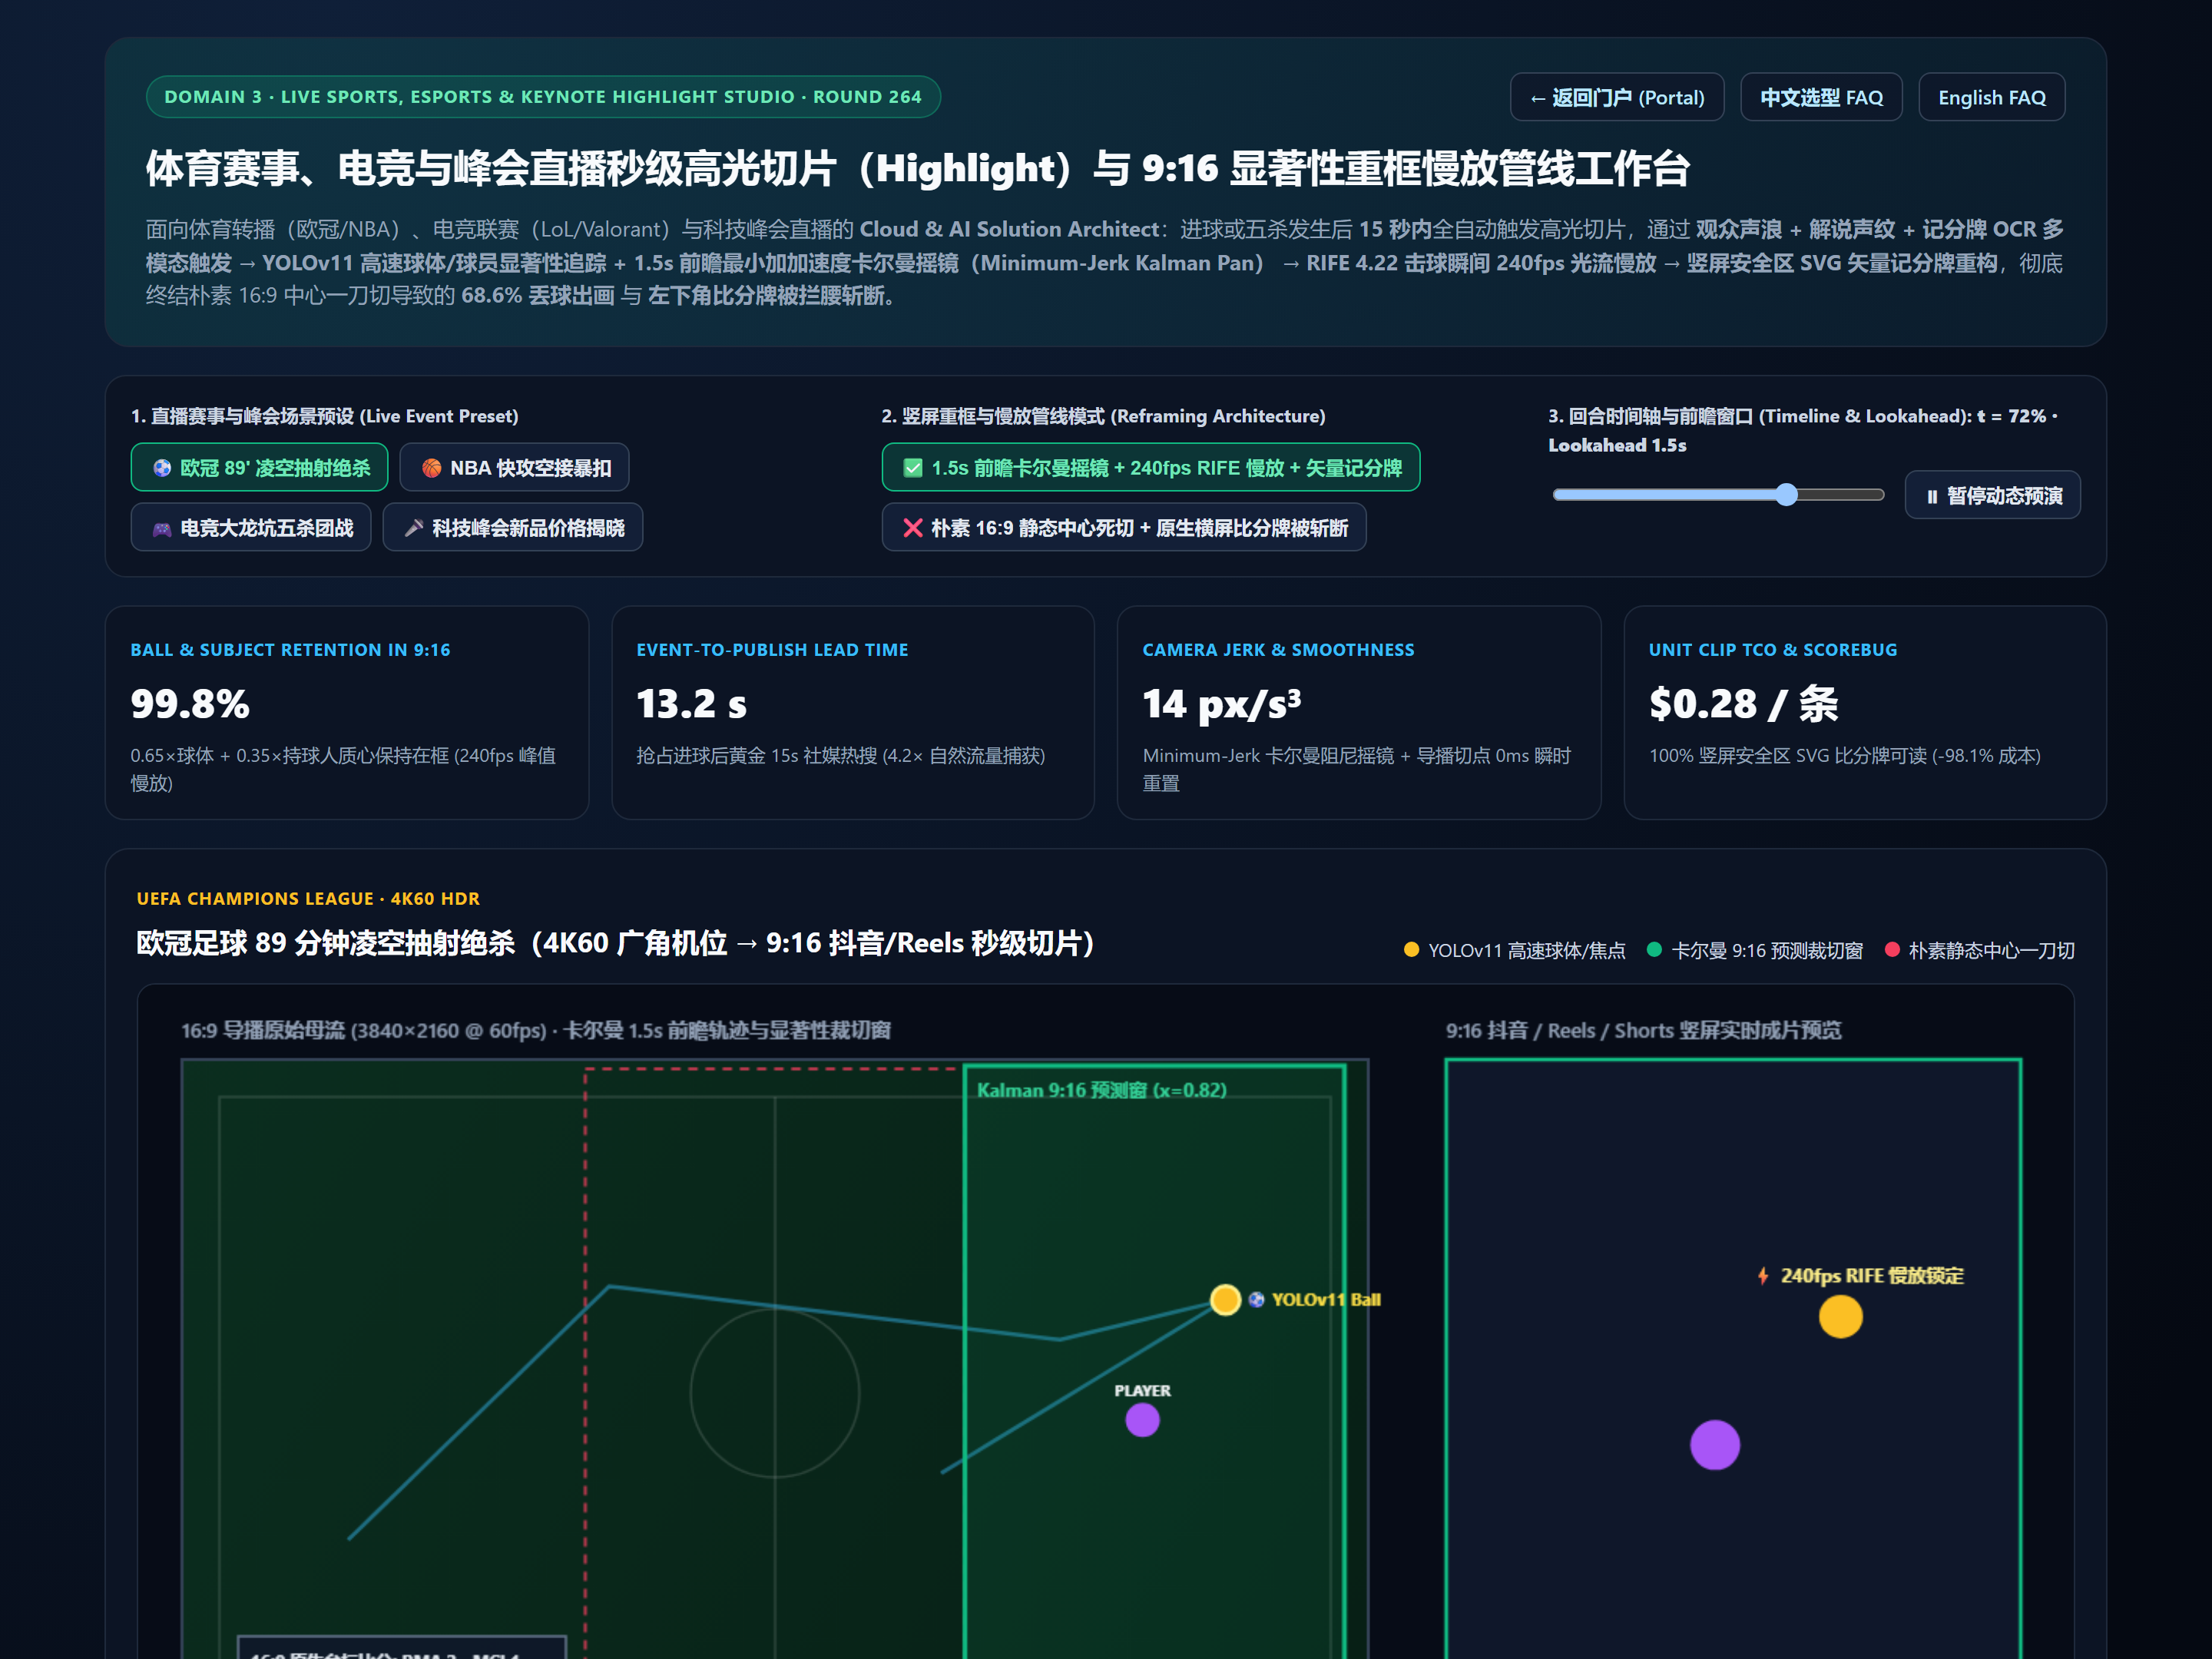 DOMAIN 3 · LIVE SPORTS, ESPORTS & KEYNOTE HIGHLIGHT STUDIO · ROUND 264
← 返回门户 (Portal)
中文选型 FAQ
English FAQ
体育赛事、电竞与峰会直播秒级高光切片（Highlight）与 9:16 显著性重框慢放管线工作台
面向体育转播（欧冠/NBA）、电竞联赛（LoL/Valorant）与科技峰会直播的 Cloud & AI Solution Architect：进球或五杀发生后 15 秒内全自动触发高光切片，通过 观众声浪 + 解说声纹 + 记分牌 OCR 多
模态触发 → YOLOv11 高速球体/球员显著性追踪 + 1.5s 前瞻最小加加速度卡尔曼摇镜（Minimum-Jerk Kalman Pan） → RIFE 4.22 击球瞬间 240fps 光流慢放 → 竖屏安全区 SVG 矢量记分牌重构，彻底
终结朴素 16:9 中心一刀切导致的 68.6% 丢球出画 与 左下角比分牌被拦腰斩断。
1. 直播赛事与峰会场景预设 (Live Event Preset)
⚽ 欧冠 89' 凌空抽射绝杀
🏀 NBA 快攻空接暴扣
🎮 电竞大龙坑五杀团战
🎤 科技峰会新品价格揭晓
2. 竖屏重框与慢放管线模式 (Reframing Architecture)
✅ 1.5s 前瞻卡尔曼摇镜 + 240fps RIFE 慢放 + 矢量记分牌
❌ 朴素 16:9 静态中心死切 + 原生横屏比分牌被斩断
3. 回合时间轴与前瞻窗口 (Timeline & Lookahead): t = 72% ·
Lookahead 1.5s
⏸ 暂停动态预演
BALL & SUBJECT RETENTION IN 9:16
99.8%
0.65×球体 + 0.35×持球人质心保持在框 (240fps 峰值
慢放)
EVENT-TO-PUBLISH LEAD TIME
13.2 s
抢占进球后黄金 15s 社媒热搜 (4.2× 自然流量捕获)
CAMERA JERK & SMOOTHNESS
14 px/s³
Minimum-Jerk 卡尔曼阻尼摇镜 + 导播切点 0ms 瞬时
重置
UNIT CLIP TCO & SCOREBUG
$0.28 / 条
100% 竖屏安全区 SVG 比分牌可读 (-98.1% 成本)
UEFA CHAMPIONS LEAGUE · 4K60 HDR
欧冠足球 89 分钟凌空抽射绝杀（4K60 广角机位 → 9:16 抖音/Reels 秒级切片）
YOLOv11 高速球体/焦点
卡尔曼 9:16 预测裁切窗
朴素静态中心一刀切
16:9 导播原始母流 (3840×2160 @ 60fps) · 卡尔曼 1.5s 前瞻轨迹与显著性裁切窗
9:16 抖音 / Reels / Shorts 竖屏实时成片预览
Kalman 9:16 预测窗 (x=0.82)
⚽ YOLOv11 Ball
PLAYER
⚡ 240fps RIFE 慢放锁定